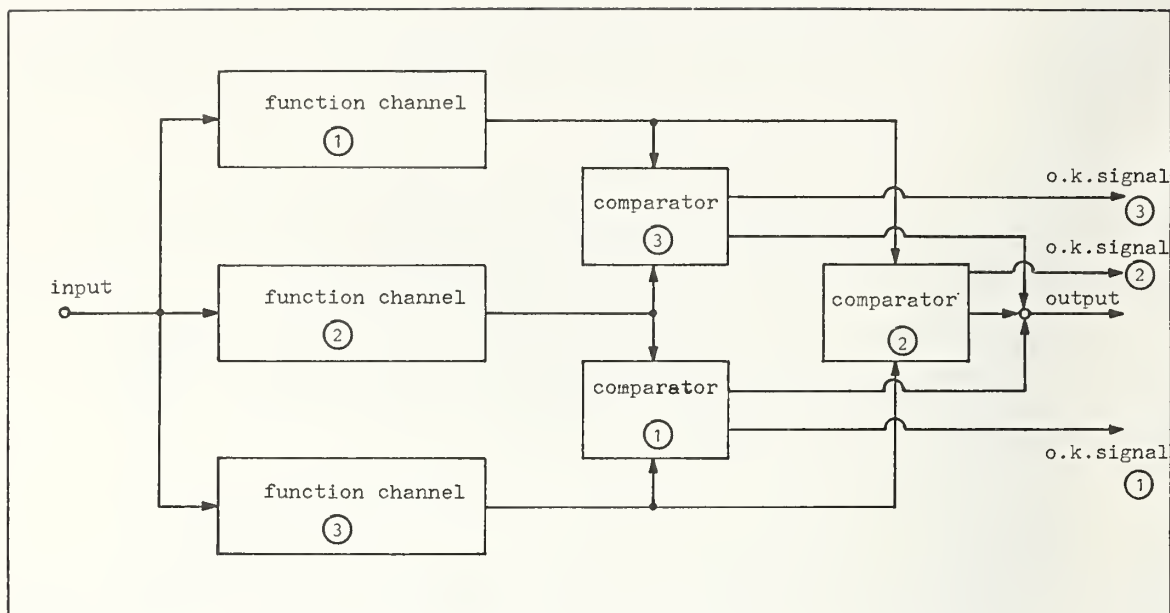 function channel
①
comparator
③
o.k.signal
③
input
function channel
②
comparator
②
o.k.signal
②
output
comparator
①
o.k.signal
①
function channel
③